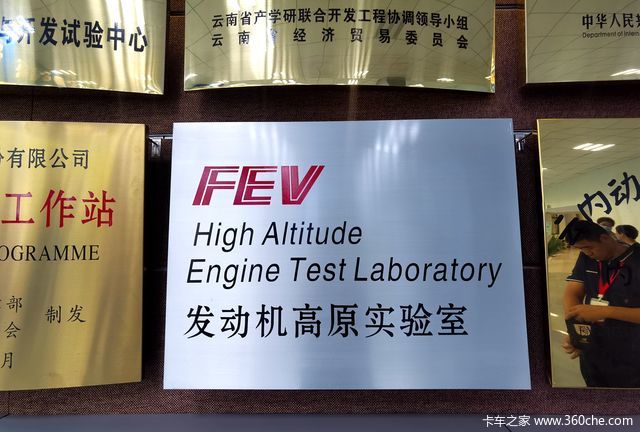 开发试验中心
云南省产学研联合开发工程协调领导小组
云南省经济贸易委员会
中华人民
Department of Intern
份有限公司
工作站
OGRAMME
部
会
制发
月
FEV
High Altitude
Engine Test Laboratory
发动机高原实验室
内动
卡车之家 www.360che.com